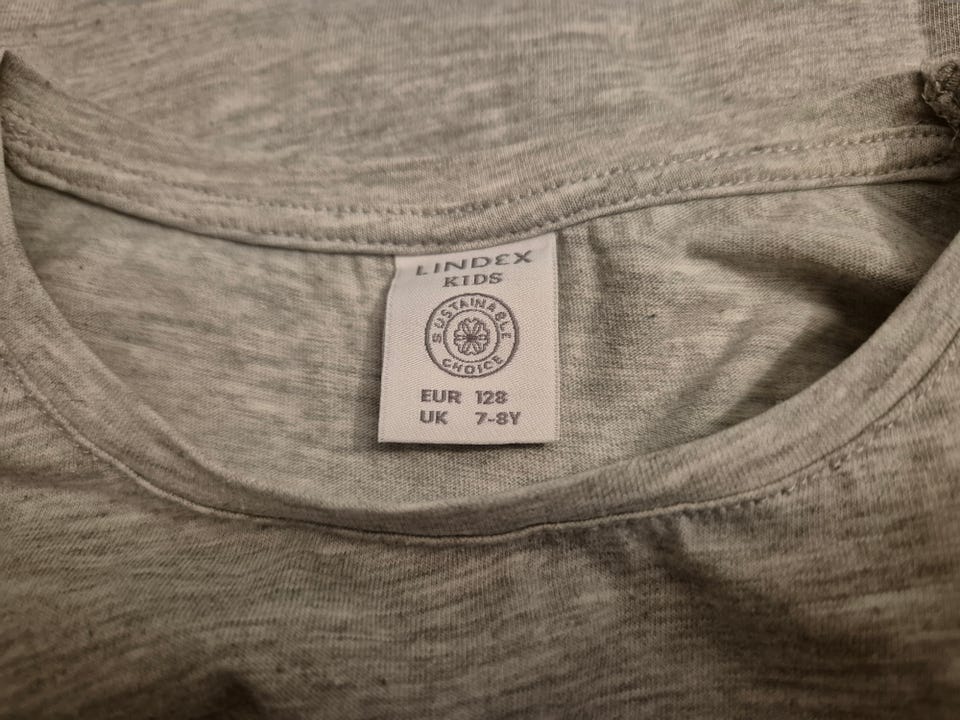 LINDEX
KIDS
SUSTAINABLE
CHOICE
EUR 128
UK 7-8Y